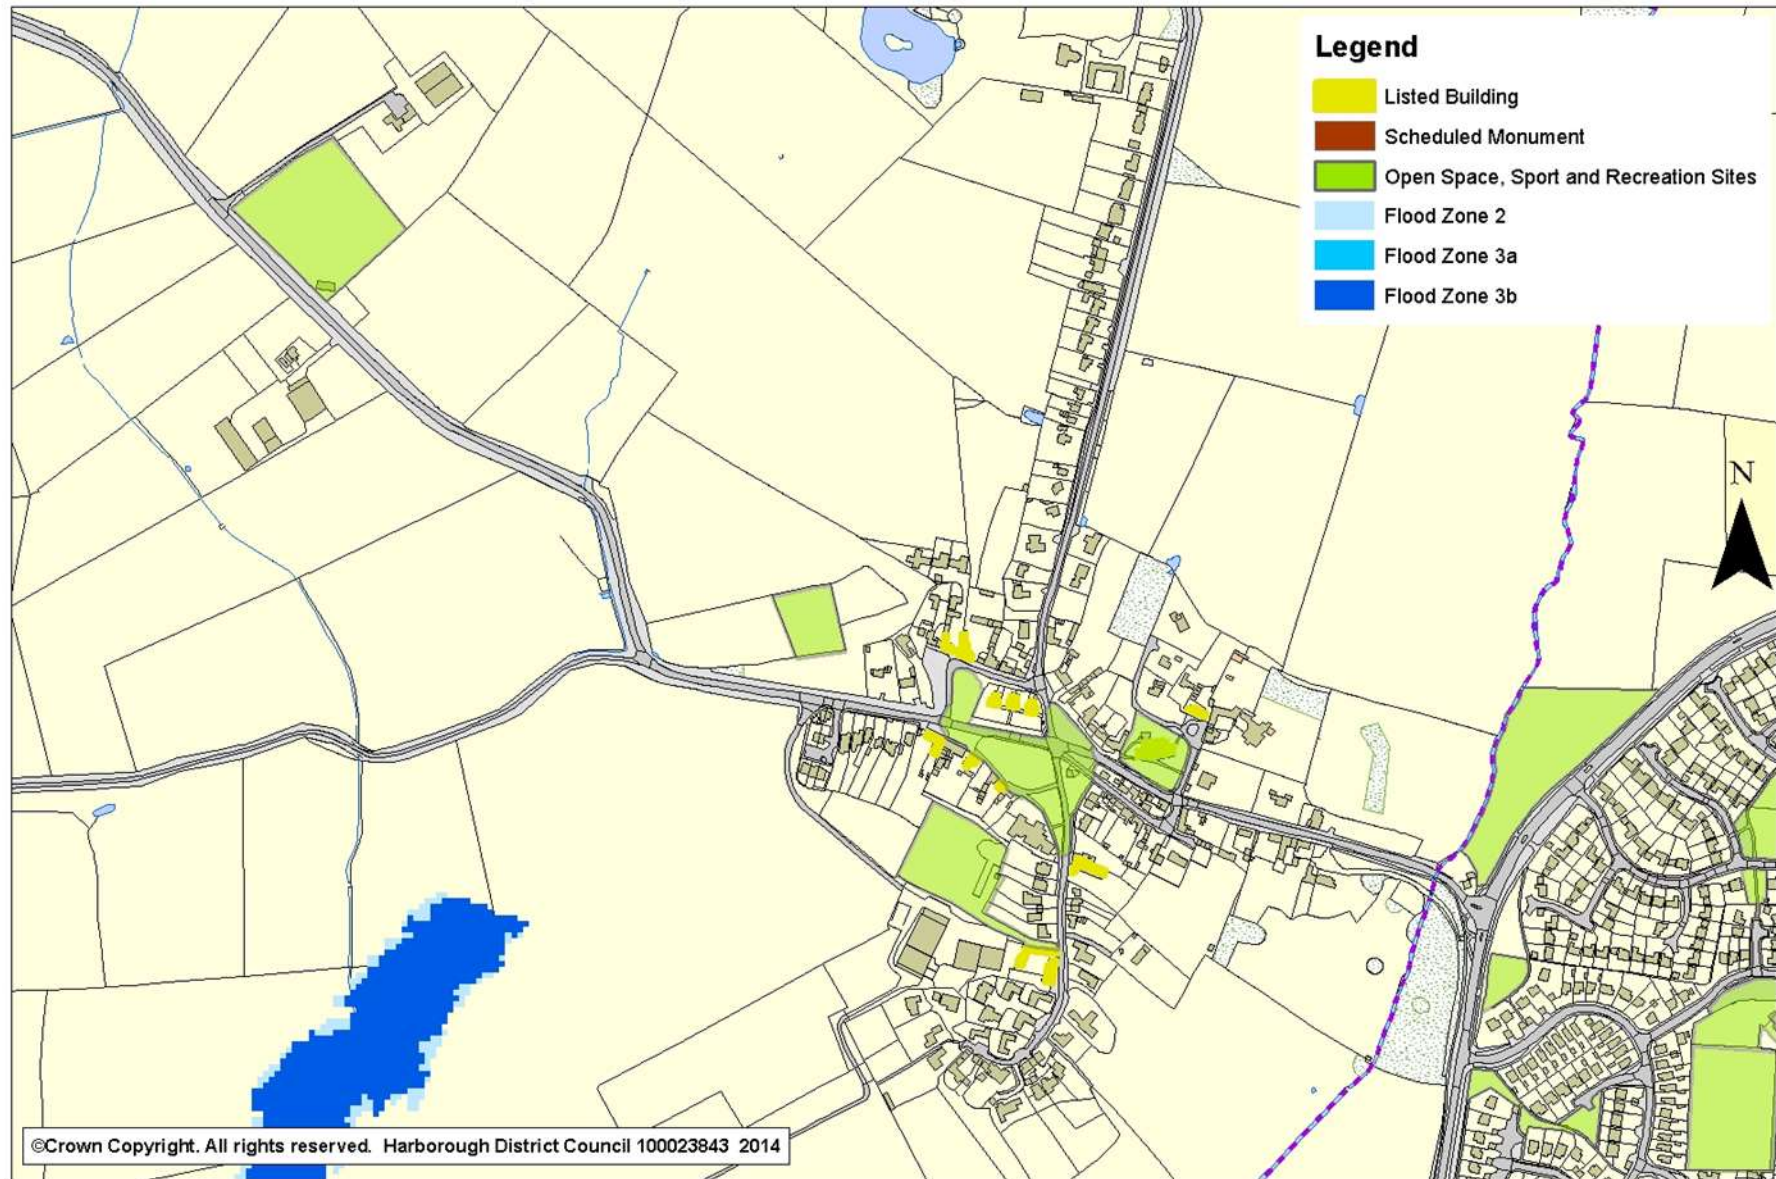 Legend
Listed Building
Scheduled Monument
Open Space, Sport and Recreation Sites
Flood Zone 2
Flood Zone 3a
Flood Zone 3b
N
©Crown Copyright. All rights reserved. Harborough District Council 100023843 2014